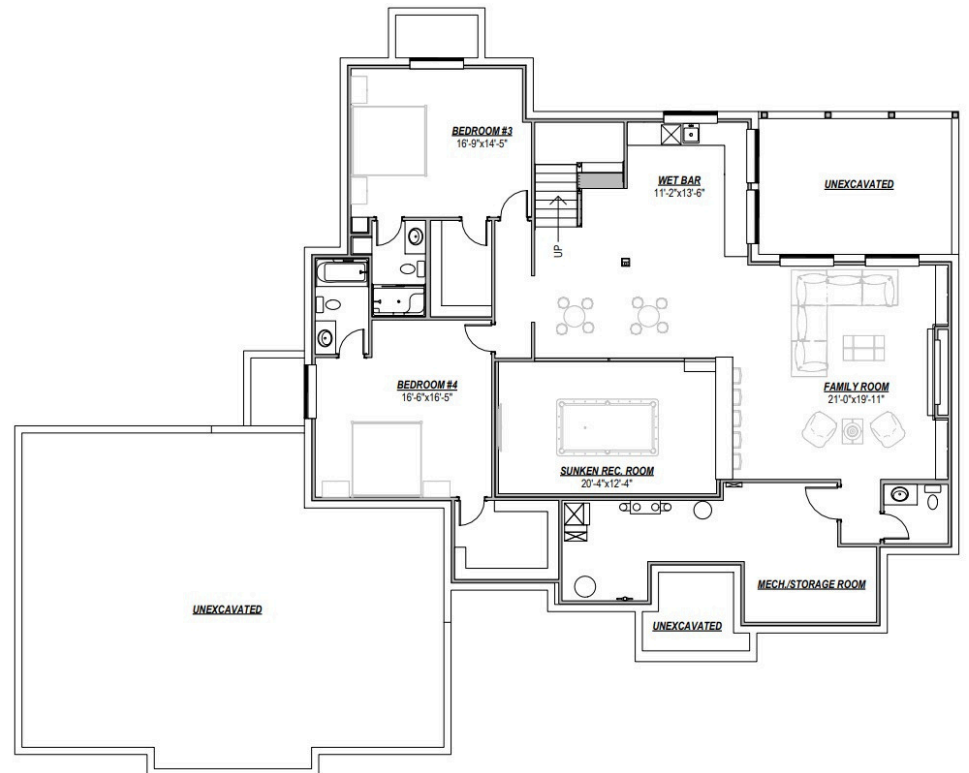 BEDROOM #3
16'-9"x14'-5"
WET BAR
11'-2"x13'-6"
UNEXCAVATED
UP
BEDROOM #4
16'-6"x16'-5"
FAMILY ROOM
21'-0"x19'-11"
SUNKEN REC. ROOM
20'-4"x12'-4"
MECH./STORAGE ROOM
UNEXCAVATED
UNEXCAVATED